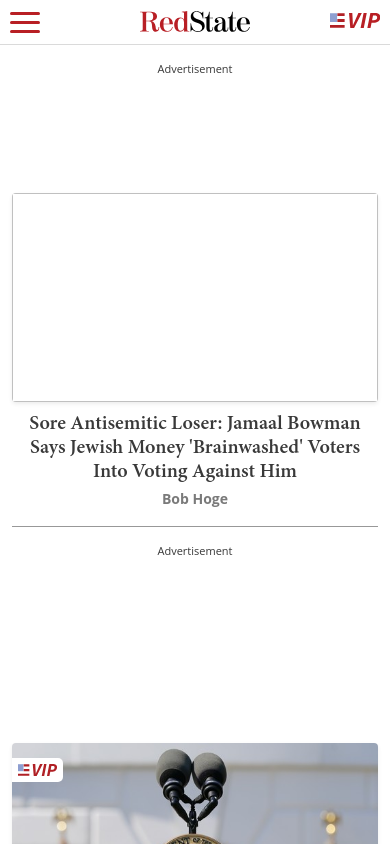 RedState
VIP
Advertisement
Sore Antisemitic Loser: Jamaal Bowman
Says Jewish Money 'Brainwashed' Voters
Into Voting Against Him
Bob Hoge
Advertisement
VIP